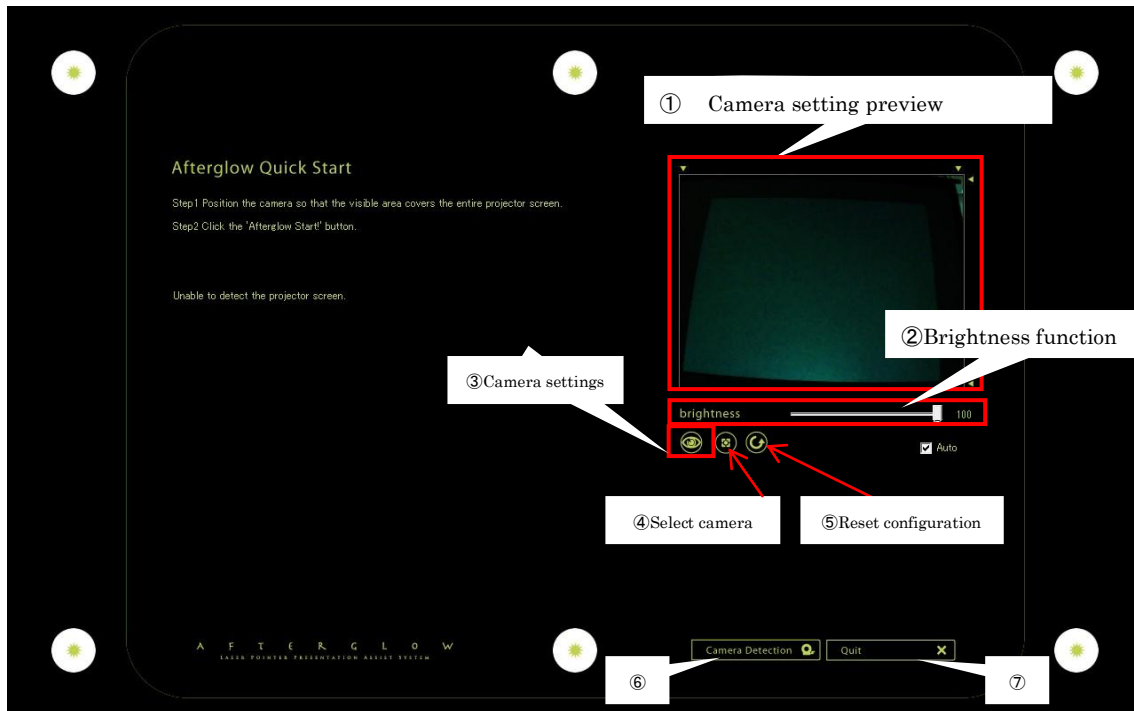 ① Camera setting preview
Afterglow Quick Start
Step1 Position the camera so that the visible area covers the entire projector screen.
Step2 Click the 'Afterglow Start!' button.
Unable to detect the projector screen.
②Brightness function
③Camera settings
brightness 100
Auto
④Select camera
⑤Reset configuration
AFTERGLOW
LASER POINTER PRESENTATION ASSIST SYSTEM
Camera Detection
Quit
⑥
⑦